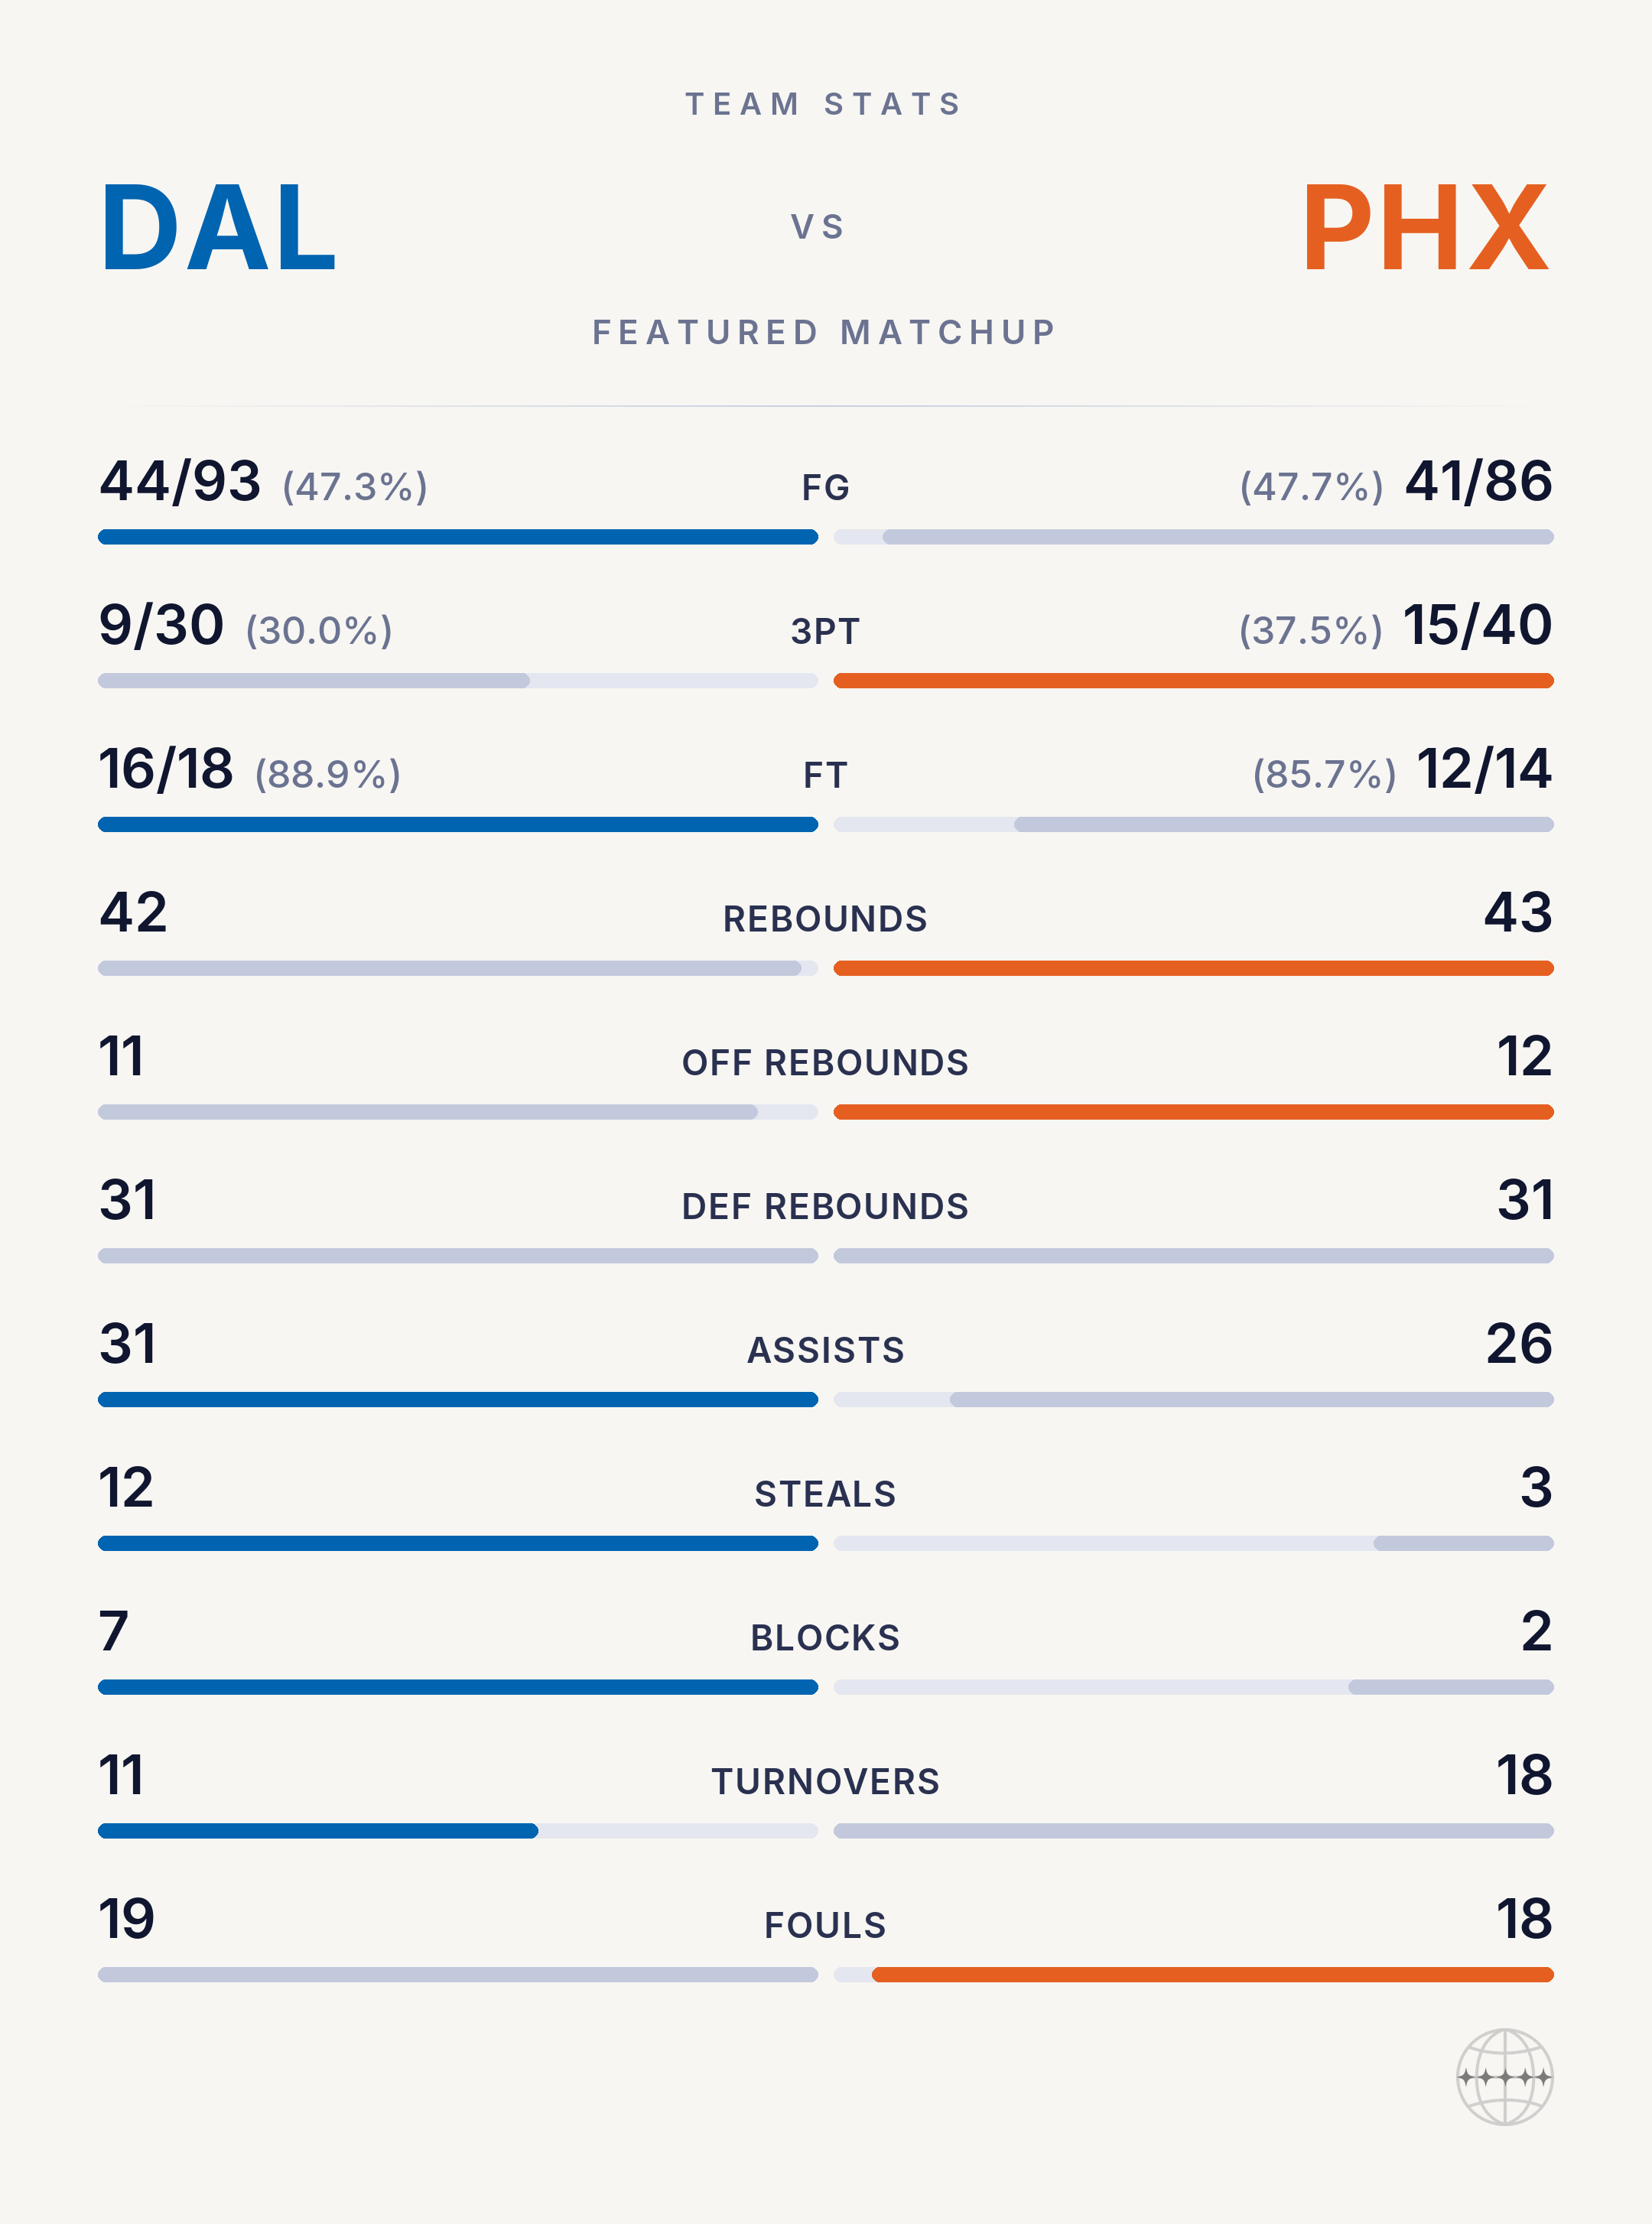 TEAM STATS
DAL VS PHX
FEATURED MATCHUP
44/93 (47.3%) FG (47.7%) 41/86
9/30 (30.0%) 3PT (37.5%) 15/40
16/18 (88.9%) FT (85.7%) 12/14
42 REBOUNDS 43
11 OFF REBOUNDS 12
31 DEF REBOUNDS 31
31 ASSISTS 26
12 STEALS 3
7 BLOCKS 2
11 TURNOVERS 18
19 FOULS 18